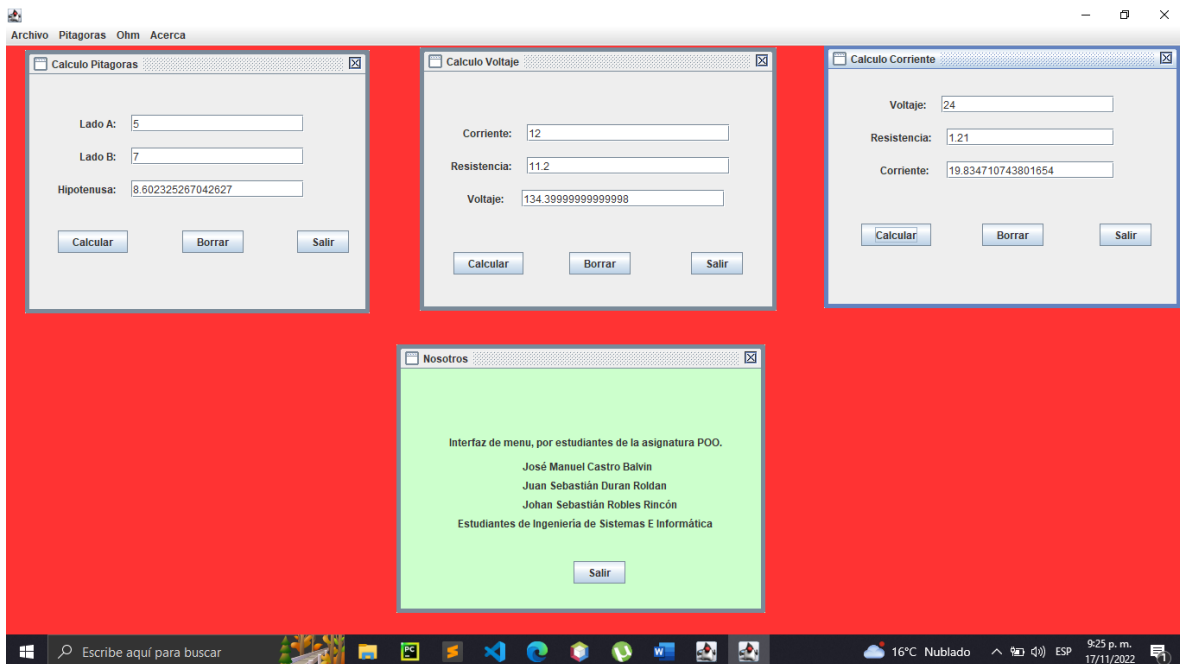 Archivo Pitagoras Ohm Acerca
Calculo Pitagoras
Lado A: 5
Lado B: 7
Hipotenusa: 8.602325267042627
Calcular Borrar Salir
Calculo Voltaje
Corriente: 12
Resistencia: 11.2
Voltaje: 134.39999999999998
Calcular Borrar Salir
Calculo Corriente
Voltaje: 24
Resistencia: 1.21
Corriente: 19.834710743801654
Calcular Borrar Salir
Nosotros
Interfaz de menu, por estudiantes de la asignatura POO.
José Manuel Castro Balvin
Juan Sebastián Duran Roldan
Johan Sebastián Robles Rincón
Estudiantes de Ingeniería de Sistemas E Informática
Salir
Escribe aquí para buscar
PC
W
16°C Nublado
ESP
9:25 p. m.
17/11/2022
1